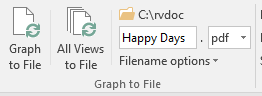 Graph
to File
All Views
to File
C:\rvdoc
Happy Days . pdf
Filename options
Graph to File